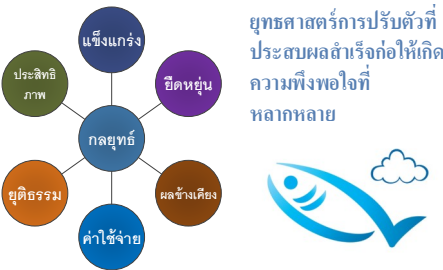 ยุทธศาสตร์การปรับตัวที่
ประสบผลสำเร็จก่อให้เกิด
ความพึงพอใจที่
หลากหลาย
แข็งแกร่ง
ประสิทธิ
ภาพ
ยืดหยุ่น
กลยุทธ์
ยุติธรรม
ผลข้างเคียง
ค่าใช้จ่าย